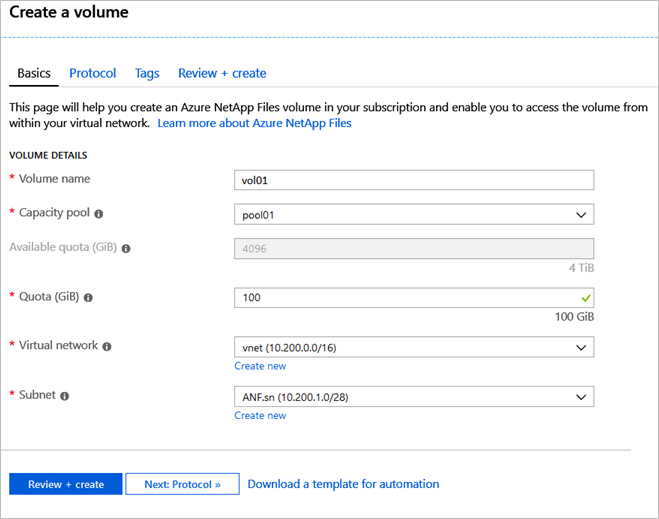 Create a volume
Basics Protocol Tags Review + create
This page will help you create an Azure NetApp Files volume in your subscription and enable you to access the volume from
within your virtual network. Learn more about Azure NetApp Files
VOLUME DETAILS
* Volume name vol01
* Capacity pool pool01
Available quota (GiB) 4096
4 TiB
* Quota (GiB) 100
100 GiB
* Virtual network vnet (10.200.0.0/16)
Create new
* Subnet ANF.sn (10.200.1.0/28)
Create new
Review + create Next: Protocol » Download a template for automation